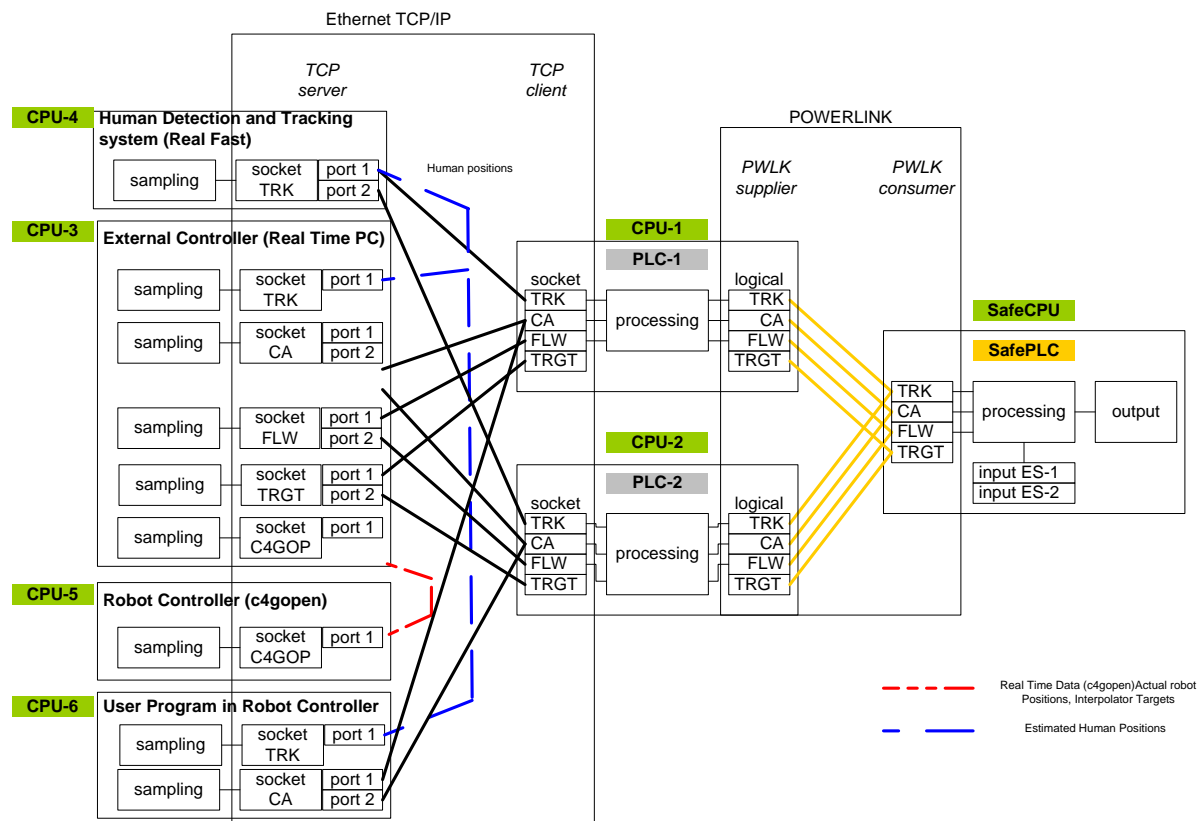 Ethernet TCP/IP
TCP
server
TCP
client
POWERLINK
PWLK
supplier
PWLK
consumer
CPU-4
Human Detection and Tracking
system (Real Fast)
sampling
socket
TRK
port 1
port 2
Human positions
CPU-3
External Controller (Real Time PC)
sampling
socket
TRK
port 1
sampling
socket
CA
port 1
port 2
sampling
socket
FLW
port 1
port 2
sampling
socket
TRGT
port 1
port 2
sampling
socket
C4GOP
port 1
CPU-5
Robot Controller (c4gopen)
sampling
socket
C4GOP
port 1
CPU-6
User Program in Robot Controller
sampling
socket
TRK
port 1
sampling
socket
CA
port 1
port 2
CPU-1
PLC-1
socket
TRK
CA
FLW
TRGT
processing
logical
TRK
CA
FLW
TRGT
CPU-2
PLC-2
socket
TRK
CA
FLW
TRGT
processing
logical
TRK
CA
FLW
TRGT
SafeCPU
SafePLC
TRK
CA
FLW
TRGT
processing
output
input ES-1
input ES-2
Real Time Data (c4gopen)Actual robot
Positions, Interpolator Targets
Estimated Human Positions